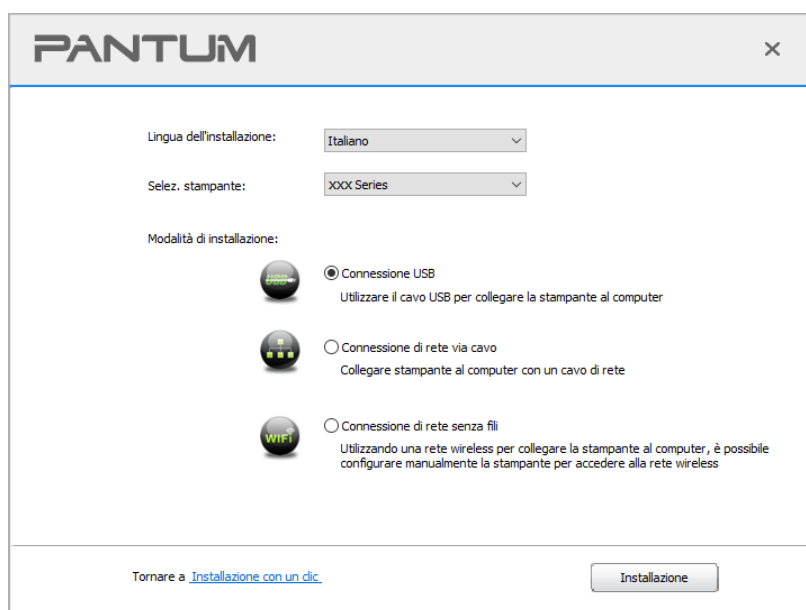 PANTUM
Lingua dell'installazione:
Italiano
Selez. stampante:
XXX Series
Modalità di installazione:
USB
Connessione USB
Utilizzare il cavo USB per collegare la stampante al computer
Connessione di rete via cavo
Collegare stampante al computer con un cavo di rete
WiFi
Connessione di rete senza fili
Utilizzando una rete wireless per collegare la stampante al computer, è possibile
configurare manualmente la stampante per accedere alla rete wireless
Tornare a Installazione con un clic
Installazione